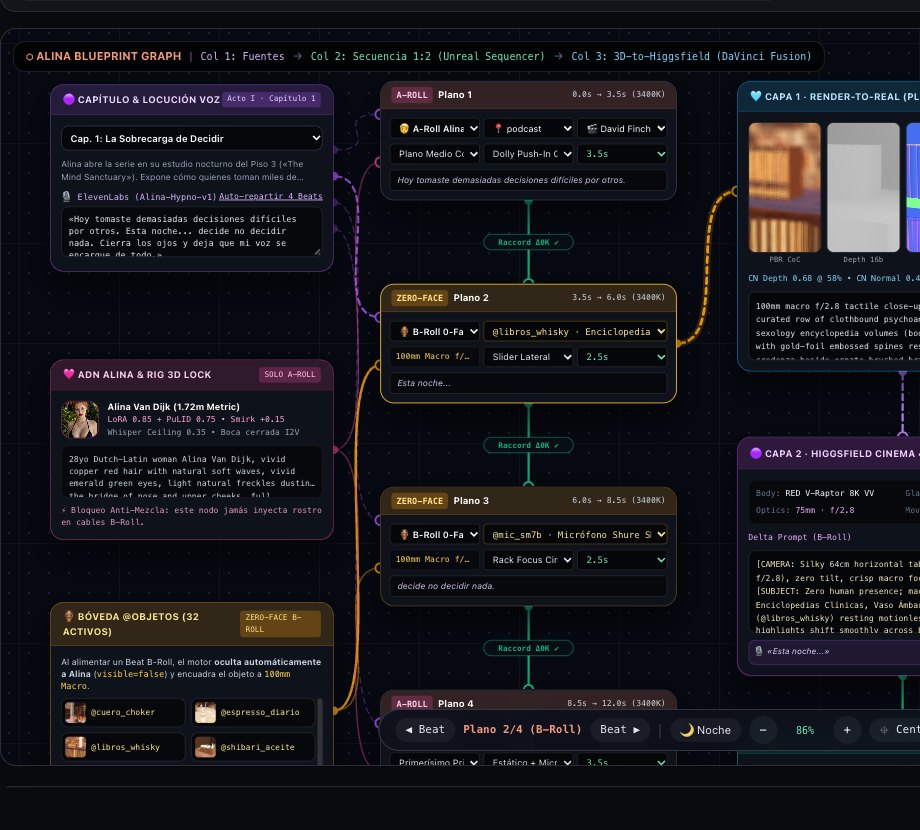 ALINA BLUEPRINT GRAPH | Col 1: Fuentes → Col 2: Secuencia 1:2 (Unreal Sequencer) → Col 3: 3D-to-Higgsfield (DaVinci Fusion)
CAPÍTULO & LOCUCIÓN VOZ Acto I · Capítulo 1
Cap. 1: La Sobrecarga de Decidir
Alina abre la serie en su estudio nocturno del Piso 3 («The
Mind Sanctuary»). Expone cómo quienes toman miles de…
ElevenLabs (Alina-Hypno-v1) Auto-repartir 4 Beats
«Hoy tomaste demasiadas decisiones difíciles
por otros. Esta noche... decide no decidir
nada. Cierra los ojos y deja que mi voz se
encargue de todo.»
ADN ALINA & RIG 3D LOCK SOLO A-ROLL
Alina Van Dijk (1.72m Metric)
LoRA 0.85 + PuLID 0.75 • Smirk +0.15
Whisper Ceiling 0.35 • Boca cerrada I2V
28yo Dutch-Latin woman Alina Van Dijk, vivid
copper red hair with natural soft waves, vivid
emerald green eyes, light natural freckles dustin…
the bridge of nose and upper cheeks, full
⚡ Bloqueo Anti-Mezcla: este nodo jamás inyecta rostro
en cables B-Roll.
BÓVEDA @OBJETOS (32
ACTIVOS)
ZERO-FACE B-
ROLL
Al alimentar un Beat B-Roll, el motor oculta automáticamente
a Alina (visible=false) y encuadra el objeto a 100mm
Macro.
@cuero_choker @espresso_diario
@libros_whisky @shibari_aceite
A-ROLL Plano 1 0.0s → 3.5s (3400K)
A-Roll Alina podcast David Finch
Plano Medio Dolly Push-In 3.5s
Hoy tomaste demasiadas decisiones difíciles por otros.
Raccord Δ0K ✓
ZERO-FACE Plano 2 3.5s → 6.0s (3400K)
B-Roll 0-Fa @libros_whisky · Enciclopedia
100mm Macro f/… Slider Lateral 2.5s
Esta noche...
Raccord Δ0K ✓
ZERO-FACE Plano 3 6.0s → 8.5s (3400K)
B-Roll 0-Fa @mic_sm7b · Micrófono Shure S
100mm Macro f/… Rack Focus Cir 2.5s
decide no decidir nada.
Raccord Δ0K ✓
A-ROLL Plano 4 8.5s → 12.0s (3400K)
Primerísimo Pri Estático + Micr 3.5s
CAPA 1 · RENDER-TO-REAL (PL
PBR CoC Depth 16b
CN Depth 0.68 @ 58% • CN Normal 0.4
100mm macro f/2.8 tactile close-u
curated row of clothbound psychoa
sexology encyclopedia volumes (bo
with gold-foil embossed spines res
credenza beside ornate brushed br
CAPA 2 · HIGGSFIELD CINEMA 4
Body: RED V-Raptor 8K VV Gla
Optics: 75mm · f/2.8 Mov
Delta Prompt (B-Roll)
[CAMERA: Silky 64cm horizontal tab
f/2.8), zero tilt, crisp macro foc
[SUBJECT: Zero human presence; mac
Enciclopedias Clínicas, Vaso Ámba
(@libros_whisky) resting motionles
highlights shift smoothly across b
«Esta noche...»
◀ Beat Plano 2/4 (B-Roll) Beat ▶ | Noche − 86% + Cent